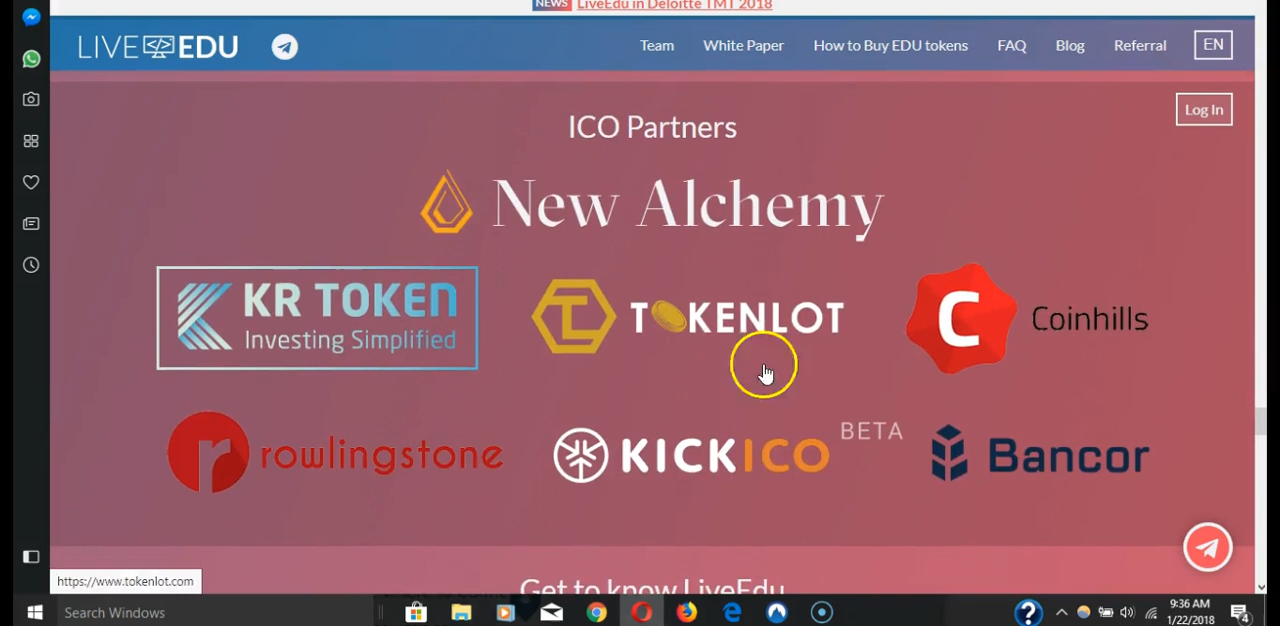 NEWS LiveEdu in Deloitte TMT 2018
LIVE EDU
Team White Paper How to Buy EDU tokens FAQ Blog Referral EN
Log In
ICO Partners
New Alchemy
KR TOKEN
Investing Simplified
TL TOKENLOT
C Coinhills
r rowlingstone
KICKICO BETA
Bancor
Get to know LiveEdu
https://www.tokenlot.com
Search Windows
9:36 AM
1/22/2018
4